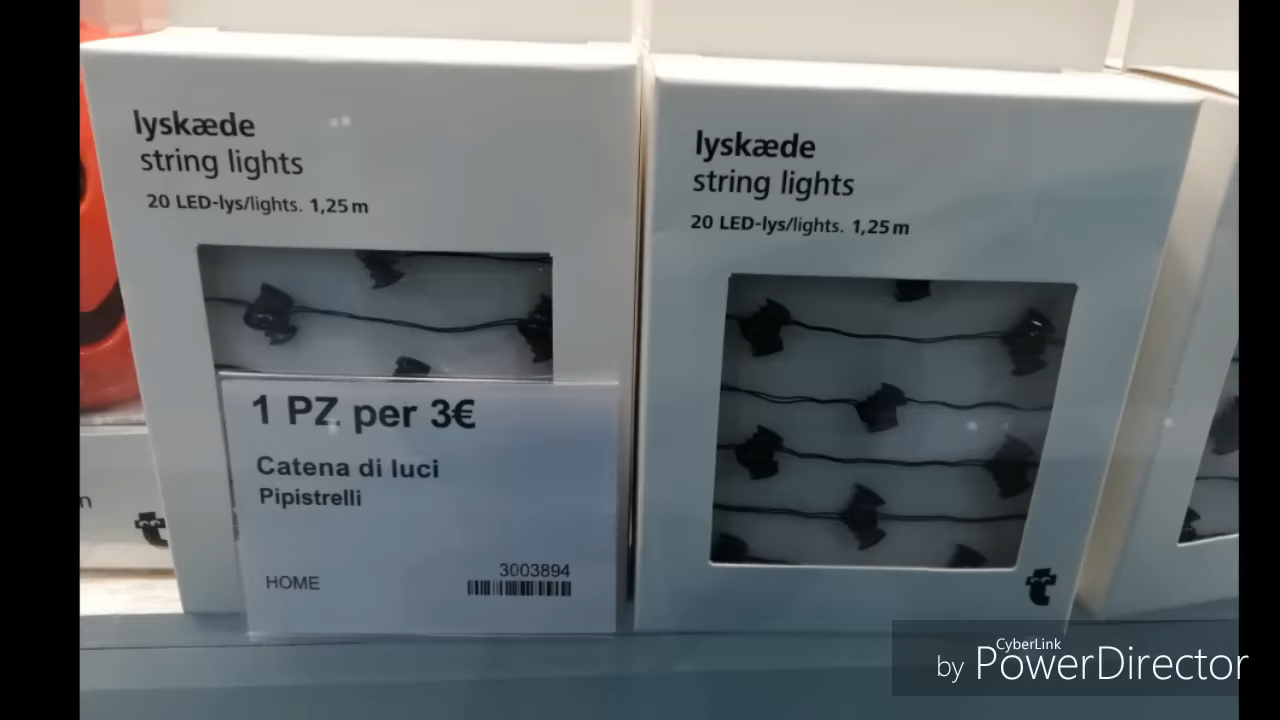 lyskæde
string lights
20 LED-lys/lights. 1,25 m
1 PZ per 3€
Catena di luci
Pipistrelli
HOME
3003894
lyskæde
string lights
20 LED-lys/lights. 1,25 m
n
t
CyberLink
by PowerDirector